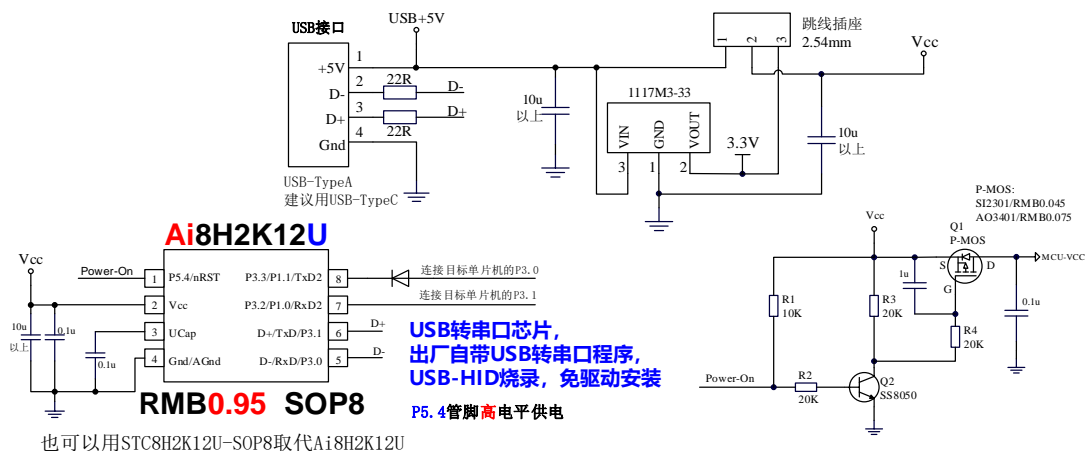 USB接口
USB+5V
+5V
1
D-
2
22R
D-
D+
3
22R
D+
Gnd
4
USB-TypeA
建议用USB-TypeC
10u
以上
1
2
3
跳线插座
2.54mm
1117M3-33
VIN
GND
VOUT
3
1
2
3.3V
10u
以上
Vcc
Ai8H2K12U
Power-On
1
P5.4/nRST
P3.3/P1.1/TxD2
8
连接目标单片机的P3.0
Vcc
2
Vcc
P3.2/P1.0/RxD2
7
连接目标单片机的P3.1
3
UCap
D+/TxD/P3.1
6
D+
4
Gnd/AGnd
D-/RxD/P3.0
5
D-
10u
以上
0.1u
0.1u
RMB0.95 SOP8
也可以用STC8H2K12U-SOP8取代Ai8H2K12U
USB转串口芯片，
出厂自带USB转串口程序，
USB-HID烧录，免驱动安装
P5.4管脚高电平供电
P-MOS:
SI2301/RMB0.045
AO3401/RMB0.075
Vcc
Q1
P-MOS
S
D
G
MCU-VCC
1u
0.1u
R1
10K
R3
20K
R4
20K
Power-On
R2
20K
Q2
SS8050